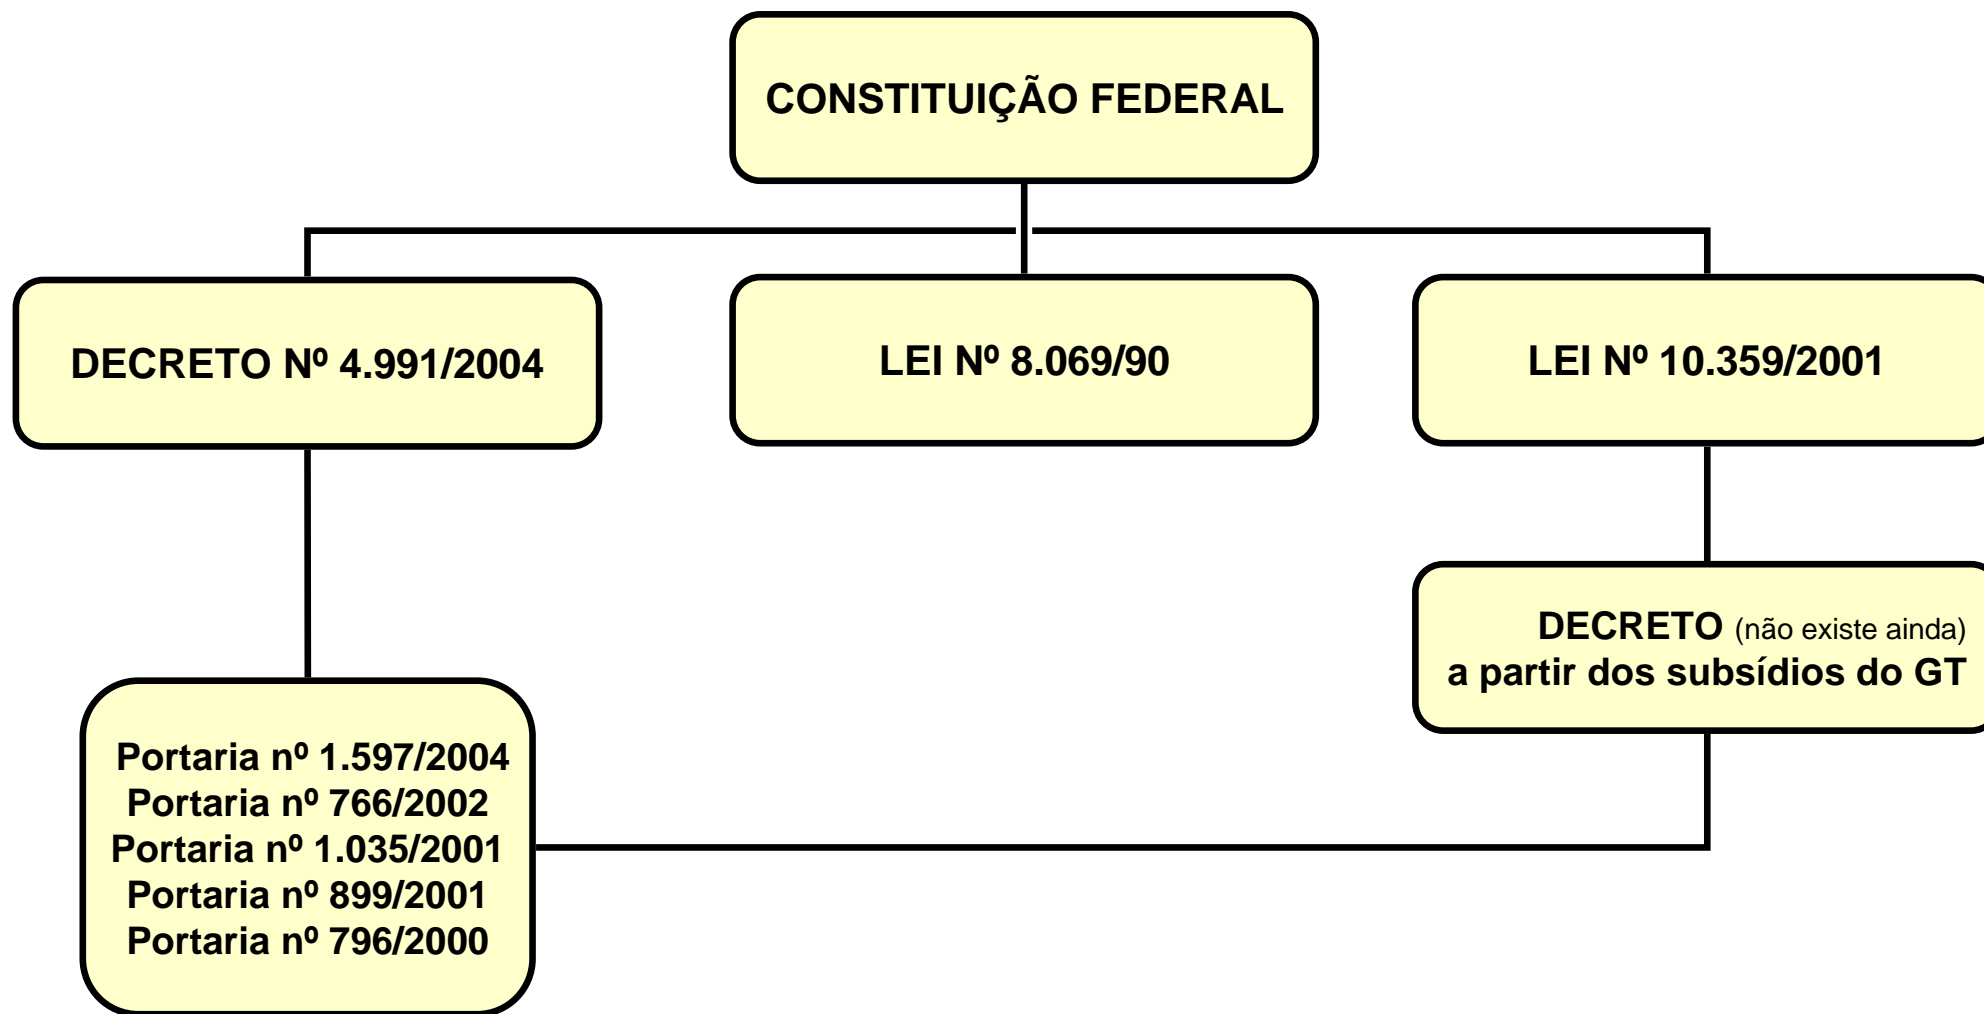 CONSTITUIÇÃO FEDERAL
DECRETO Nº 4.991/2004
LEI Nº 8.069/90
LEI Nº 10.359/2001
DECRETO (não existe ainda)
a partir dos subsídios do GT
Portaria nº 1.597/2004
Portaria nº 766/2002
Portaria nº 1.035/2001
Portaria nº 899/2001
Portaria nº 796/2000